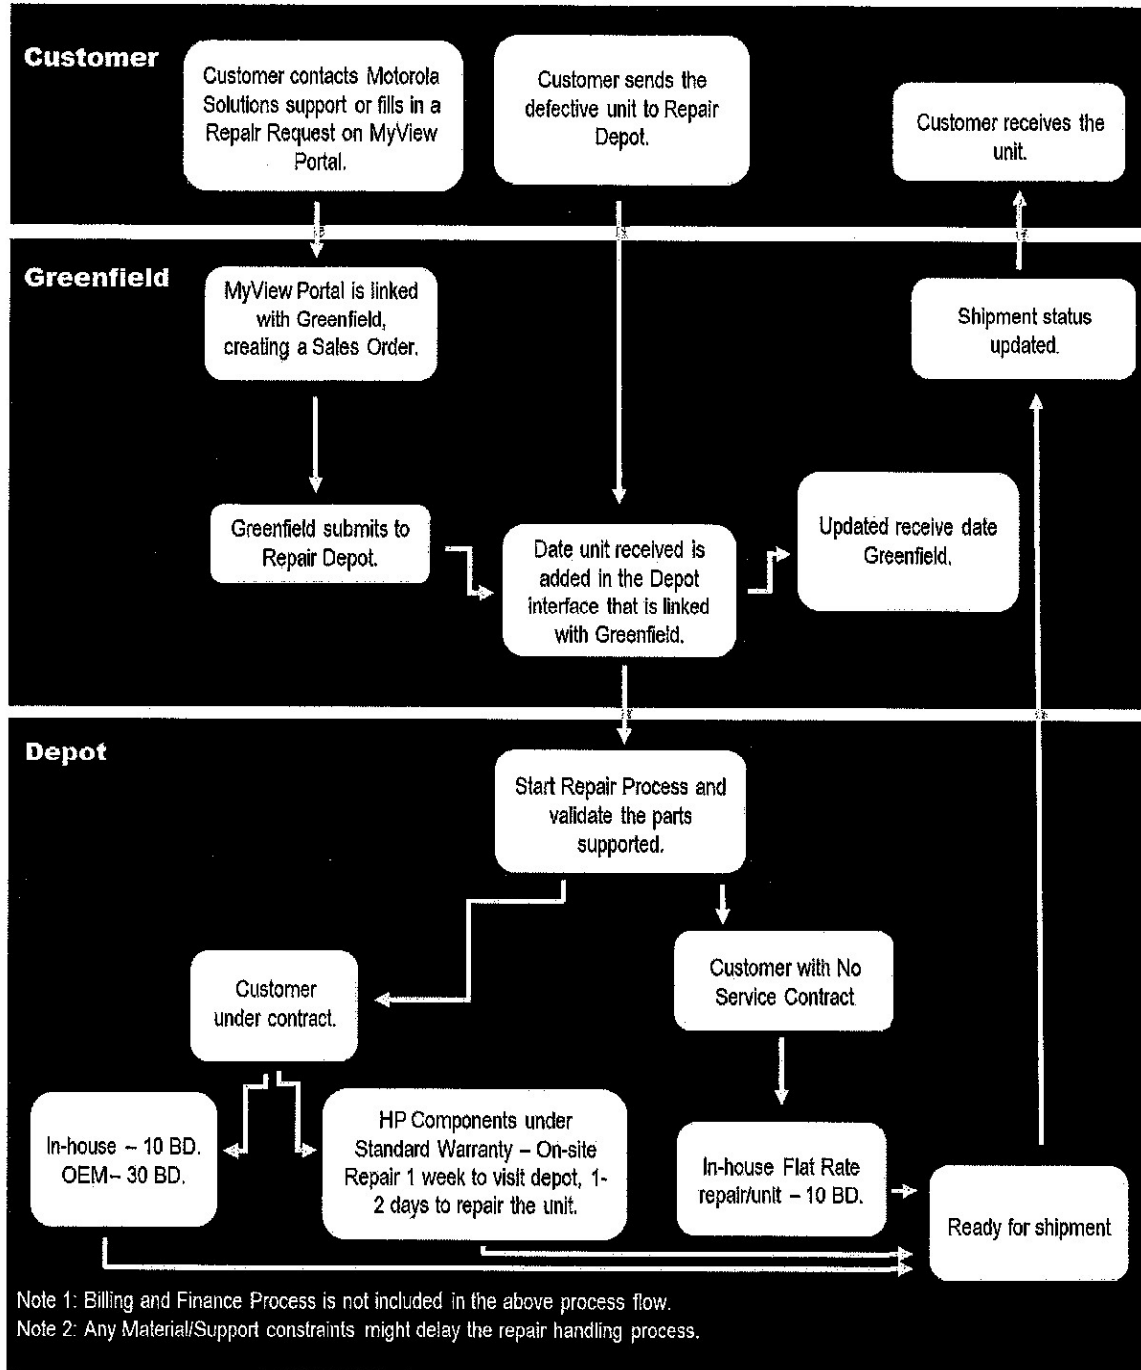 Customer
Customer contacts Motorola
Solutions support or fills in a
Repair Request on MyView
Portal.
Customer sends the
defective unit to Repair
Depot.
Customer receives the
unit.
Greenfield
MyView Portal is linked
with Greenfield,
creating a Sales Order.
Shipment status
updated.
Greenfield submits to
Repair Depot.
Date unit received is
added in the Depot
interface that is linked
with Greenfield.
Updated receive date
Greenfield.
Depot
Start Repair Process and
validate the parts
supported.
Customer
under contract.
Customer with No
Service Contract
In-house – 10 BD.
OEM– 30 BD.
HP Components under
Standard Warranty – On-site
Repair 1 week to visit depot, 1-
2 days to repair the unit.
In-house Flat Rate
repair/unit – 10 BD.
Ready for shipment
Note 1: Billing and Finance Process is not included in the above process flow.
Note 2: Any Material/Support constraints might delay the repair handling process.